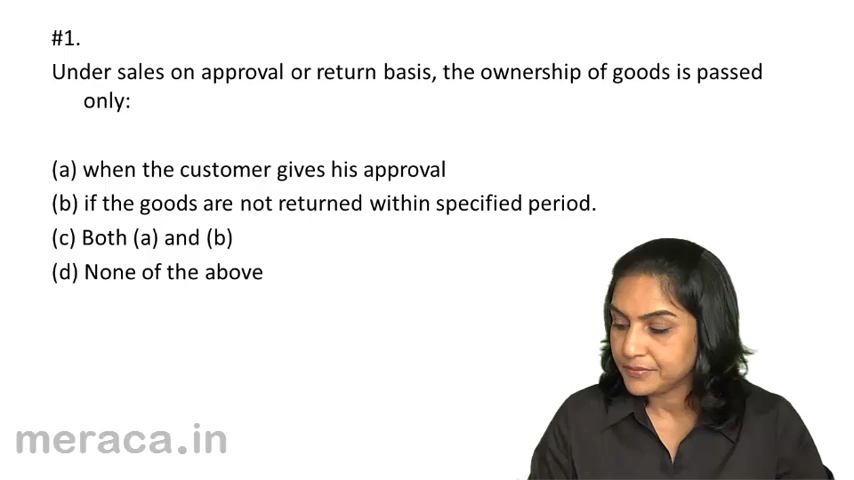 #1.
Under sales on approval or return basis, the ownership of goods is passed
only:
(a) when the customer gives his approval
(b) if the goods are not returned within specified period.
(c) Both (a) and (b)
(d) None of the above
meraca.in